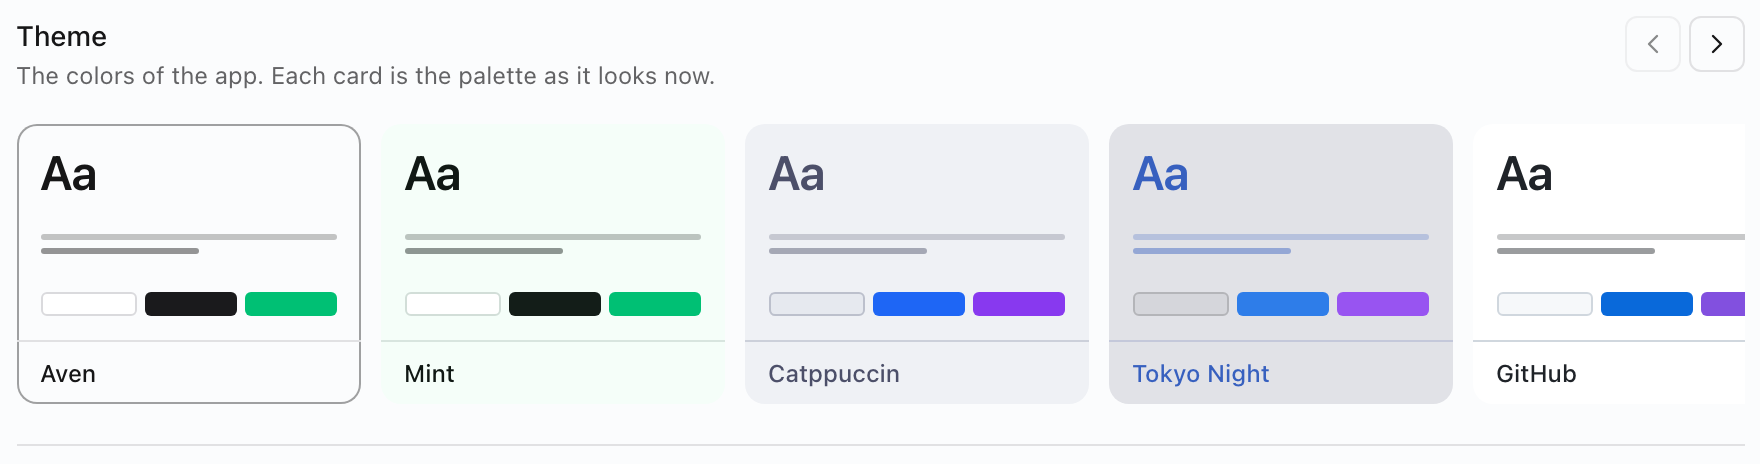 Theme
The colors of the app. Each card is the palette as it looks now.
Aa
Aa
Aa
Aa
Aa
Aven
Mint
Catppuccin
Tokyo Night
GitHub